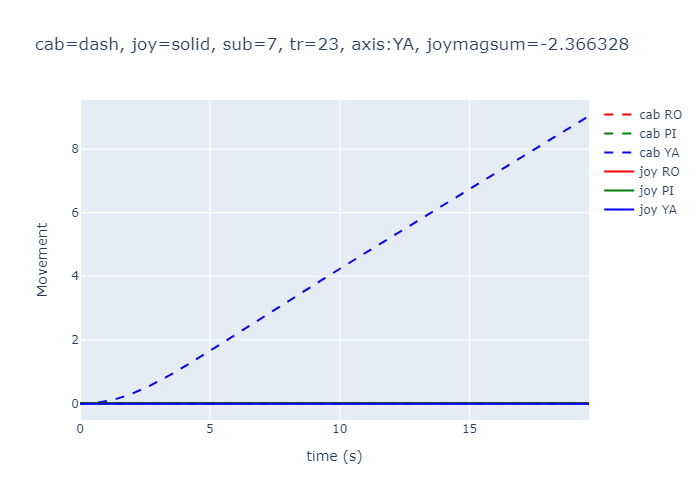 cab=dash, joy=solid, sub=7, tr=23, axis:YA, joymagsum=-2.366328
cab RO
cab PI
cab YA
joy RO
joy PI
joy YA
Movement
8
6
4
2
0
0 5 10 15
time (s)